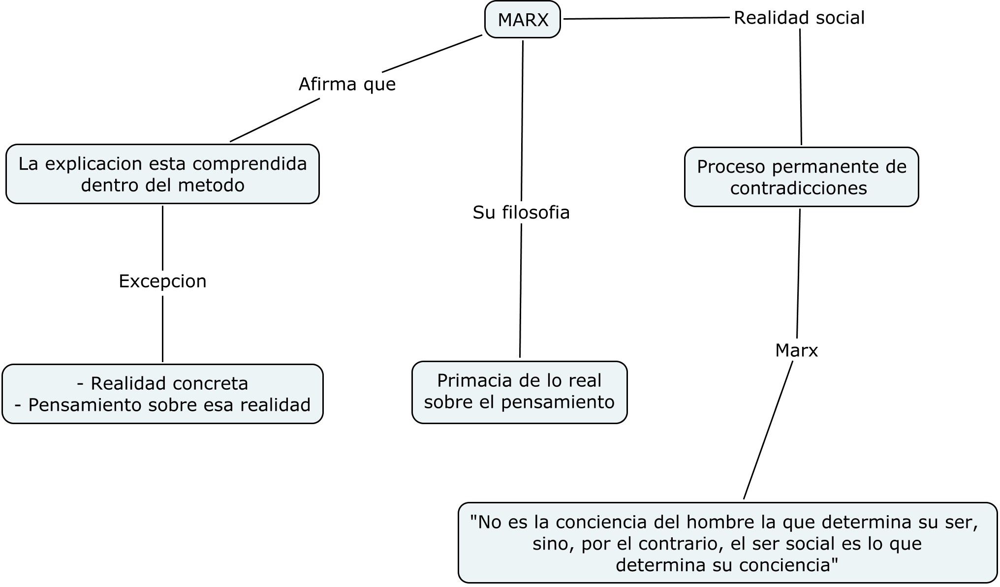 MARX
Realidad social
Afirma que
La explicacion esta comprendida
dentro del metodo
Proceso permanente de
contradicciones
Su filosofia
Excepcion
Marx
- Realidad concreta
- Pensamiento sobre esa realidad
Primacia de lo real
sobre el pensamiento
"No es la conciencia del hombre la que determina su ser,
sino, por el contrario, el ser social es lo que
determina su conciencia"